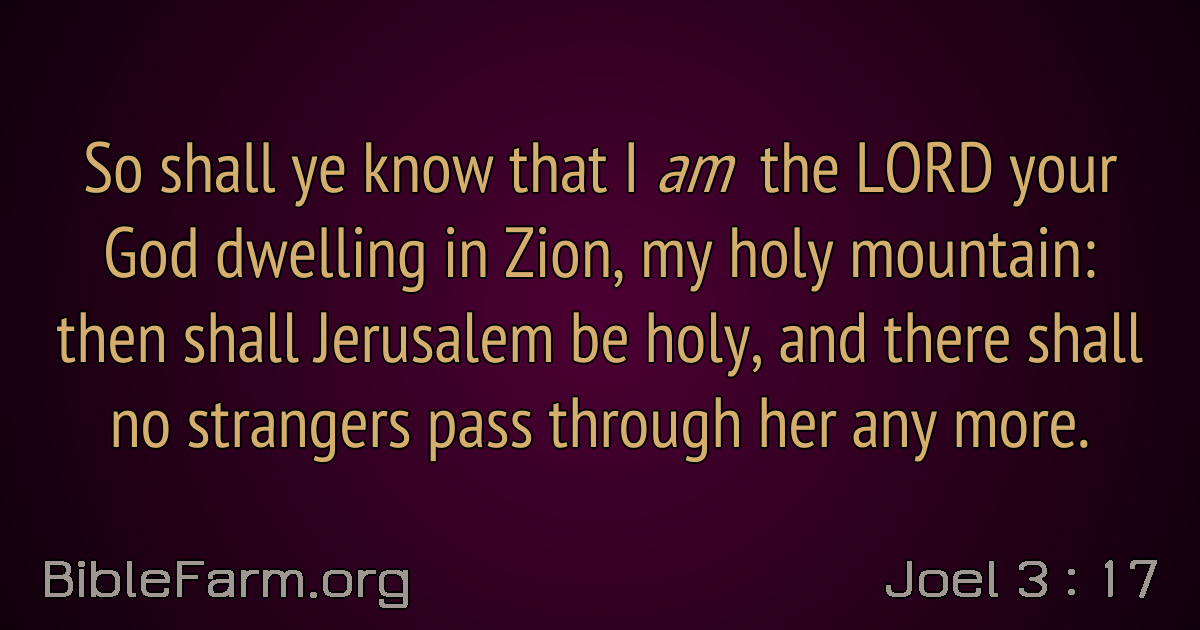 So shall ye know that I am the LORD your
God dwelling in Zion, my holy mountain:
then shall Jerusalem be holy, and there shall
no strangers pass through her any more.
BibleFarm.org
Joel 3 : 17